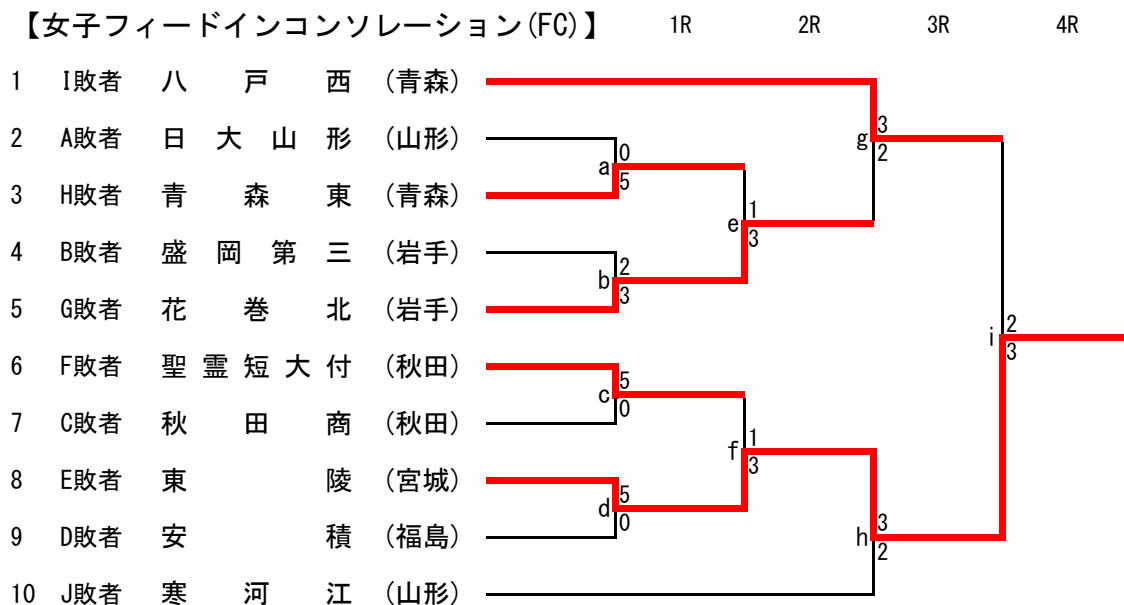 【女子フィードインコンソレーション(FC)】 1R 2R 3R 4R
1 I敗者 八戸西 (青森)
3
g
2
2 A敗者 日大山形 (山形)
0
a
5
3 H敗者 青森東 (青森)
1
e
3
4 B敗者 盛岡第三 (岩手)
2
b
3
5 G敗者 花巻北 (岩手)
2
i
3
6 F敗者 聖霊短大付 (秋田)
5
c
0
7 C敗者 秋田商 (秋田)
1
f
3
8 E敗者 東陵 (宮城)
5
d
0
9 D敗者 安積 (福島)
3
h
2
10 J敗者 寒河江 (山形)